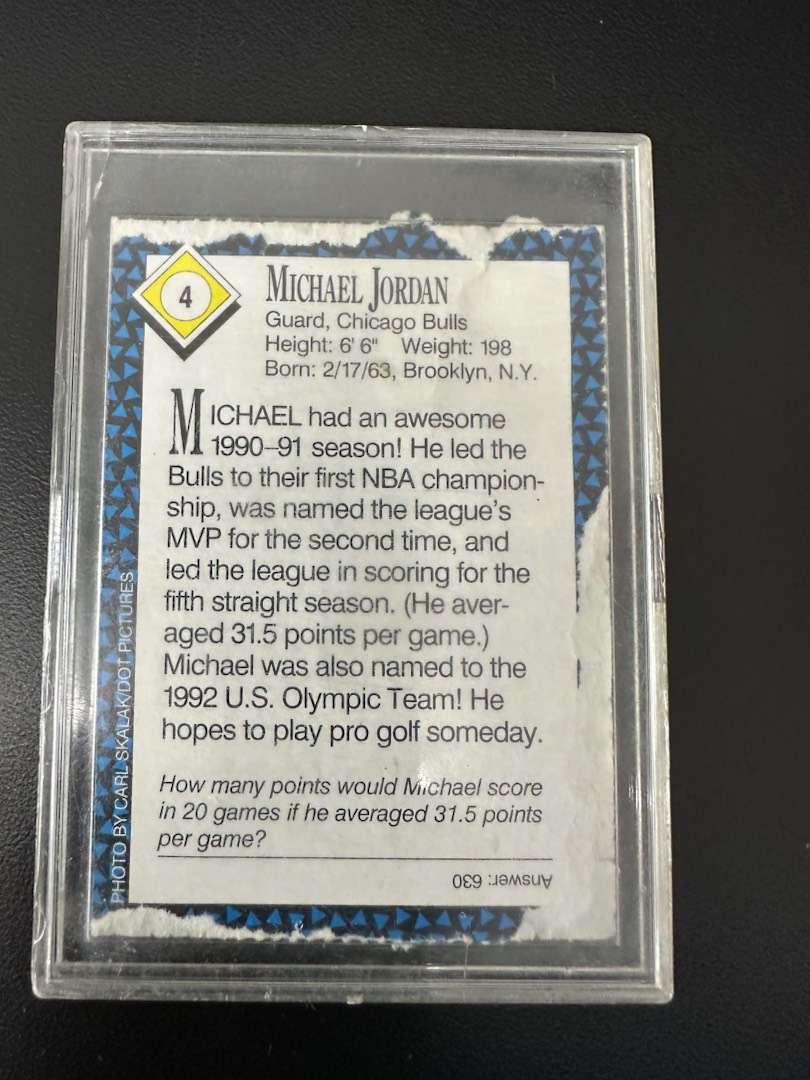 4
MICHAEL JORDAN
Guard, Chicago Bulls
Height: 6' 6" Weight: 198
Born: 2/17/63, Brooklyn, N.Y.
MICHAEL had an awesome
1990–91 season! He led the
Bulls to their first NBA champion-
ship, was named the league's
MVP for the second time, and
led the league in scoring for the
fifth straight season. (He aver-
aged 31.5 points per game.)
Michael was also named to the
1992 U.S. Olympic Team! He
hopes to play pro golf someday.
How many points would Michael score
in 20 games if he averaged 31.5 points
per game?
Answer: 630
PHOTO BY CARL SKALAK/DOT PICTURES